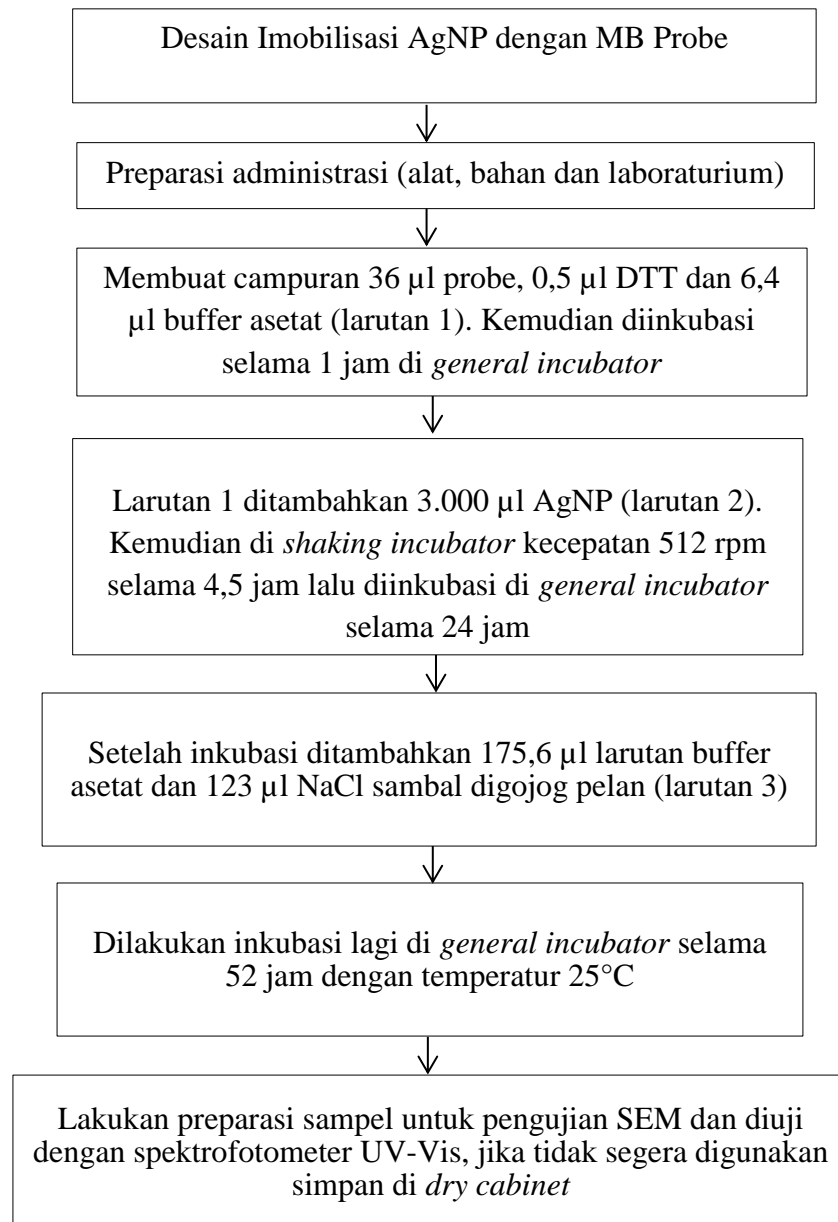 Desain Imobilisasi AgNP dengan MB Probe
Preparasi administrasi (alat, bahan dan laboraturium)
Membuat campuran 36 µl probe, 0,5 µl DTT dan 6,4
µl buffer asetat (larutan 1). Kemudian diinkubasi
selama 1 jam di general incubator
Larutan 1 ditambahkan 3.000 µl AgNP (larutan 2).
Kemudian di shaking incubator kecepatan 512 rpm
selama 4,5 jam lalu diinkubasi di general incubator
selama 24 jam
Setelah inkubasi ditambahkan 175,6 µl larutan buffer
asetat dan 123 µl NaCl sambal digojog pelan (larutan 3)
Dilakukan inkubasi lagi di general incubator selama
52 jam dengan temperatur 25°C
Lakukan preparasi sampel untuk pengujian SEM dan diuji
dengan spektrofotometer UV-Vis, jika tidak segera digunakan
simpan di dry cabinet